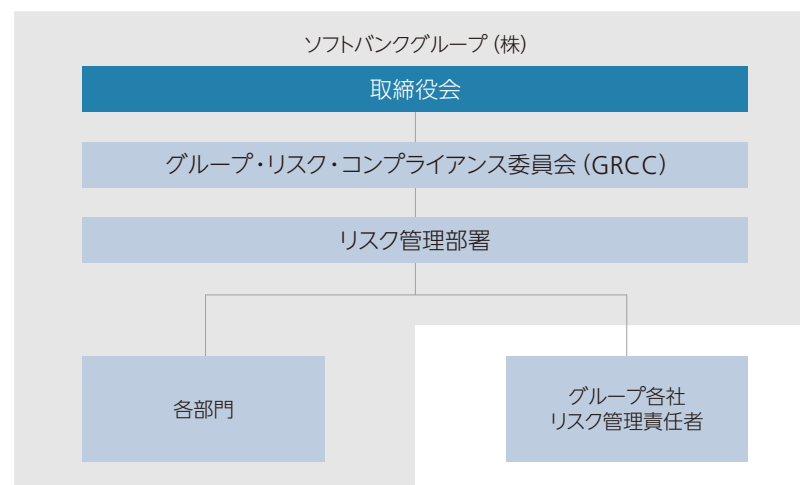 ソフトバンクグループ(株)
取締役会
グループ・リスク・コンプライアンス委員会(GRCC)
リスク管理部署
各部門
グループ各社
リスク管理責任者